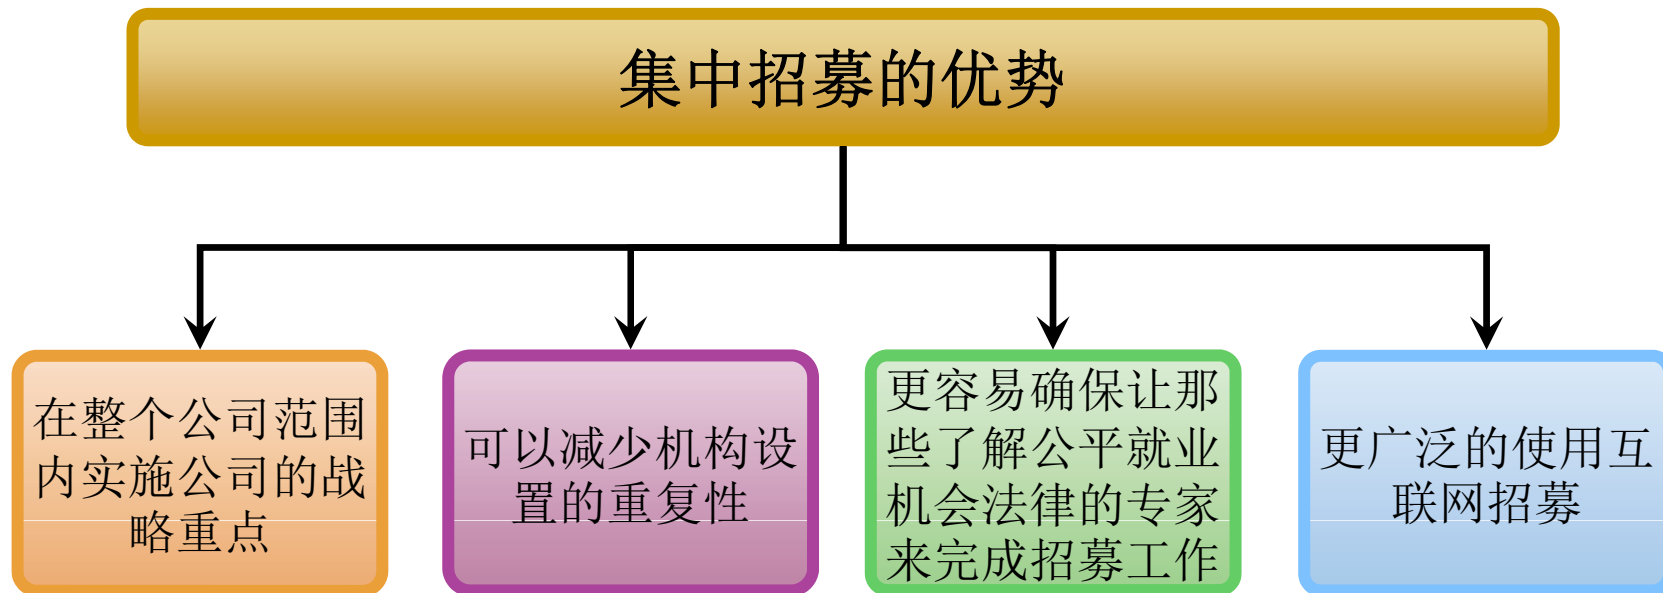 集中招募的优势
在整个公司范围
内实施公司的战
略重点
可以减少机构设
置的重复性
更容易确保让那
些了解公平就业
机会法律的专家
来完成招募工作
更广泛的使用互
联网招募